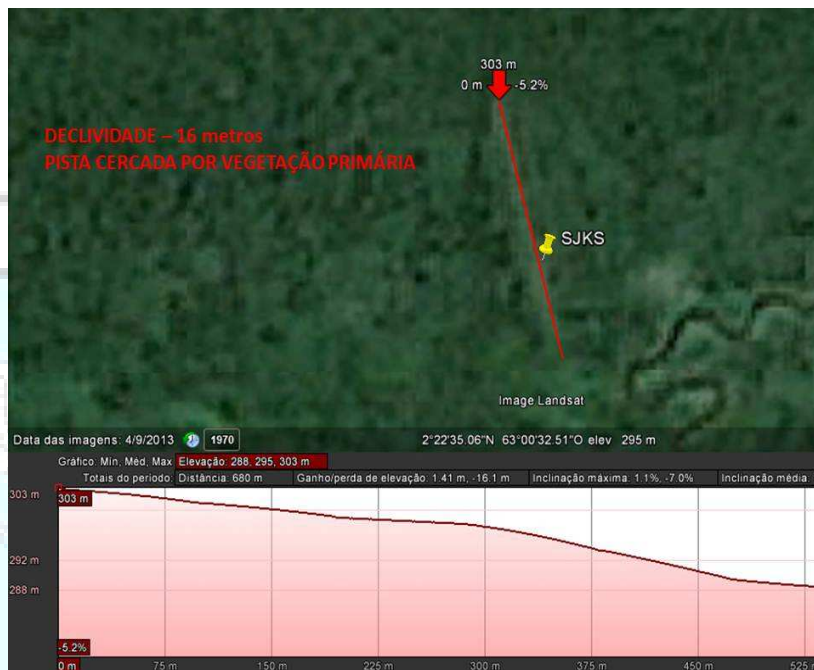 303 m
0 m -5.2%
DECLIVIDADE – 16 metros
PISTA CERCADA POR VEGETAÇÃO PRIMÁRIA
SJKS
Image Landsat
Data das imagens: 4/9/2013 1970 2°22'35.06"N 63°00'32.51"O elev 295 m
Gráfico: Mín, Méd, Máx Elevação: 288, 295, 303 m
Totais do período: Distância: 680 m Ganho/perda de elevação: 1.41 m, -16.1 m Inclinação máxima: 1.1%, -7.0% Inclinação média:
303 m
303 m
292 m
288 m
-5.2%
0 m 75 m 150 m 225 m 300 m 375 m 450 m 525 m